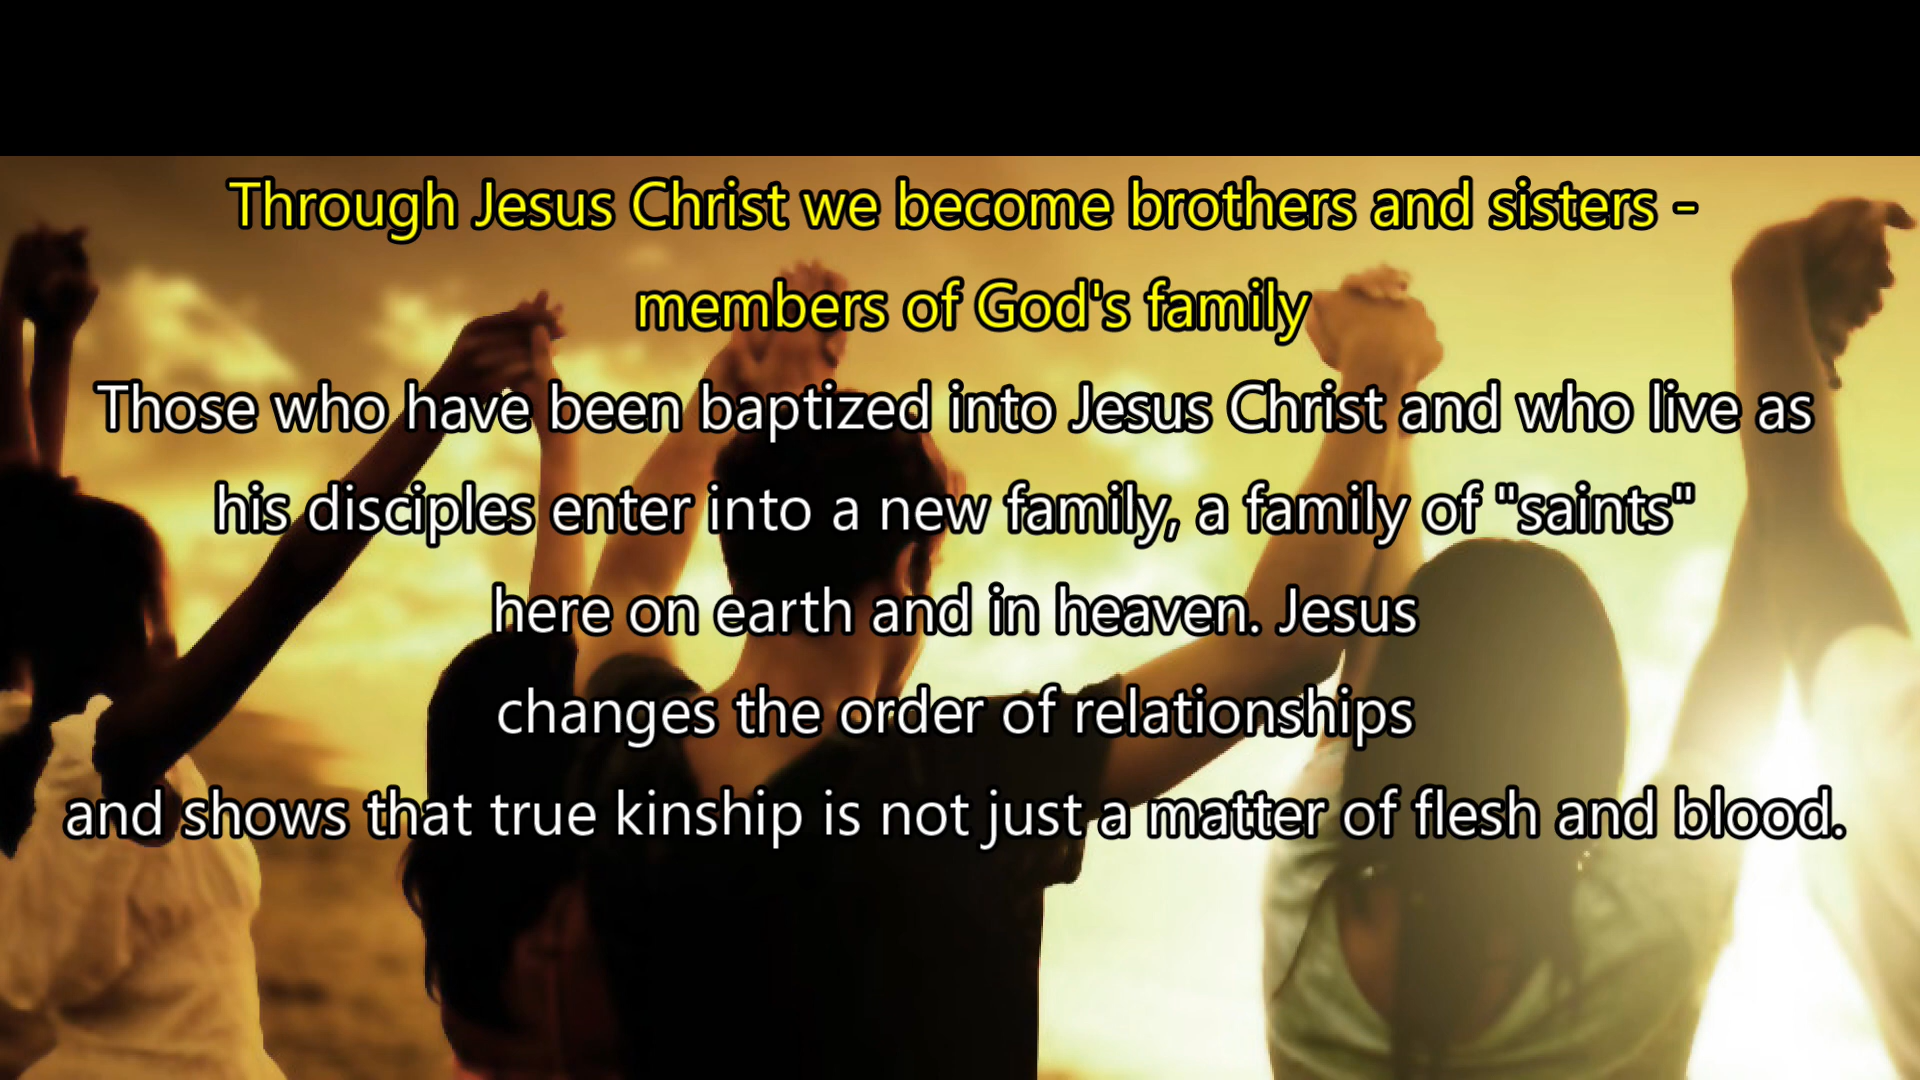 Through Jesus Christ we become brothers and sisters -
members of God's family
Those who have been baptized into Jesus Christ and who live as
his disciples enter into a new family, a family of "saints"
here on earth and in heaven. Jesus
changes the order of relationships
and shows that true kinship is not just a matter of flesh and blood.